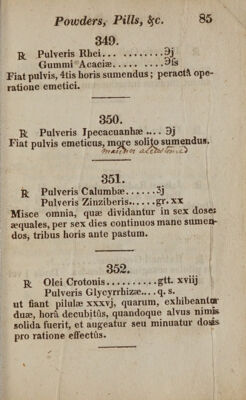 Powders, Pills, &c. 85
349.
℞ Pulveris Rhei...........℈j
Gummi Acaciæ..........℈fs
Fiat pulvis, 4tis horis sumendus; peractâ ope-
ratione emetici.
350.
℞ Pulveris Ipecacuanhæ.... ℈j
Fiat pulvis emeticus, more solito sumendus.
manner accustomed
351.
℞ Pulveris Calumbæ......ʒj
Pulveris Zinziberis......gr. xx
Misce omnia, quæ dividantur in sex doses
æquales, per sex dies continuos mane sumen-
dos, tribus horis ante pastum.
352.
℞ Olei Crotonis...........gtt. xviij
Pulveris Glycyrrhizæ....q. s.
ut fiant pilulæ xxxvj, quarum, exhibeantur
duæ, horâ decubitûs, quandoque alvus nimis
solida fuerit, et augeatur seu minuatur dosis
pro ratione effectûs.